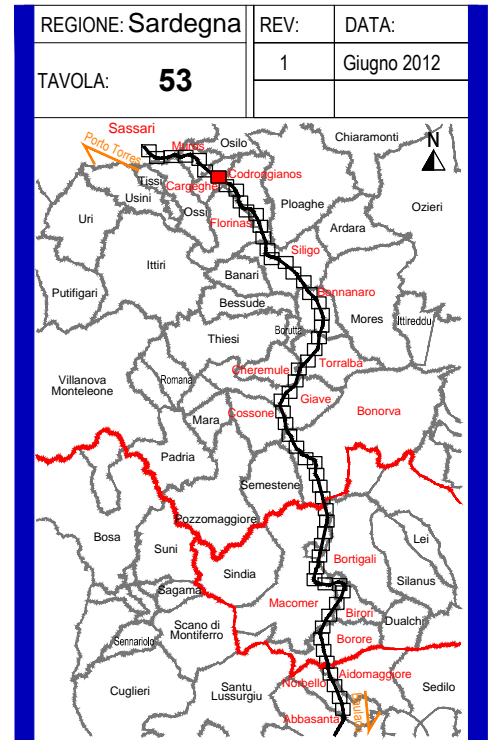 REGIONE: Sardegna
REV:
DATA:
TAVOLA: 53
1
Giugno 2012
Sassari
Porto Torres
Muros
Osilo
Chiaramonti
N
Tissi
Cargeghe
Codrongianos
Usini
Ossi
Ploaghe
Ozieri
Uri
Florinas
Ardara
Siligo
Ittiri
Banari
Bonnanaro
Putifigari
Bessude
Mores
Ittireddu
Borutta
Thiesi
Cheremule
Torralba
Villanova
Monteleone
Romana
Giave
Cossone
Bonorva
Mara
Padria
Semestene
Pozzomaggiore
Bosa
Suni
Lei
Bortigali
Sindia
Silanus
Sagama
Macomer
Birori
Dualchi
Scano di
Montiferro
Sennariolo
Borore
Aidomaggiore
Norbello
Cuglieri
Santu
Lussurgiu
Sedilo
Abbasanta